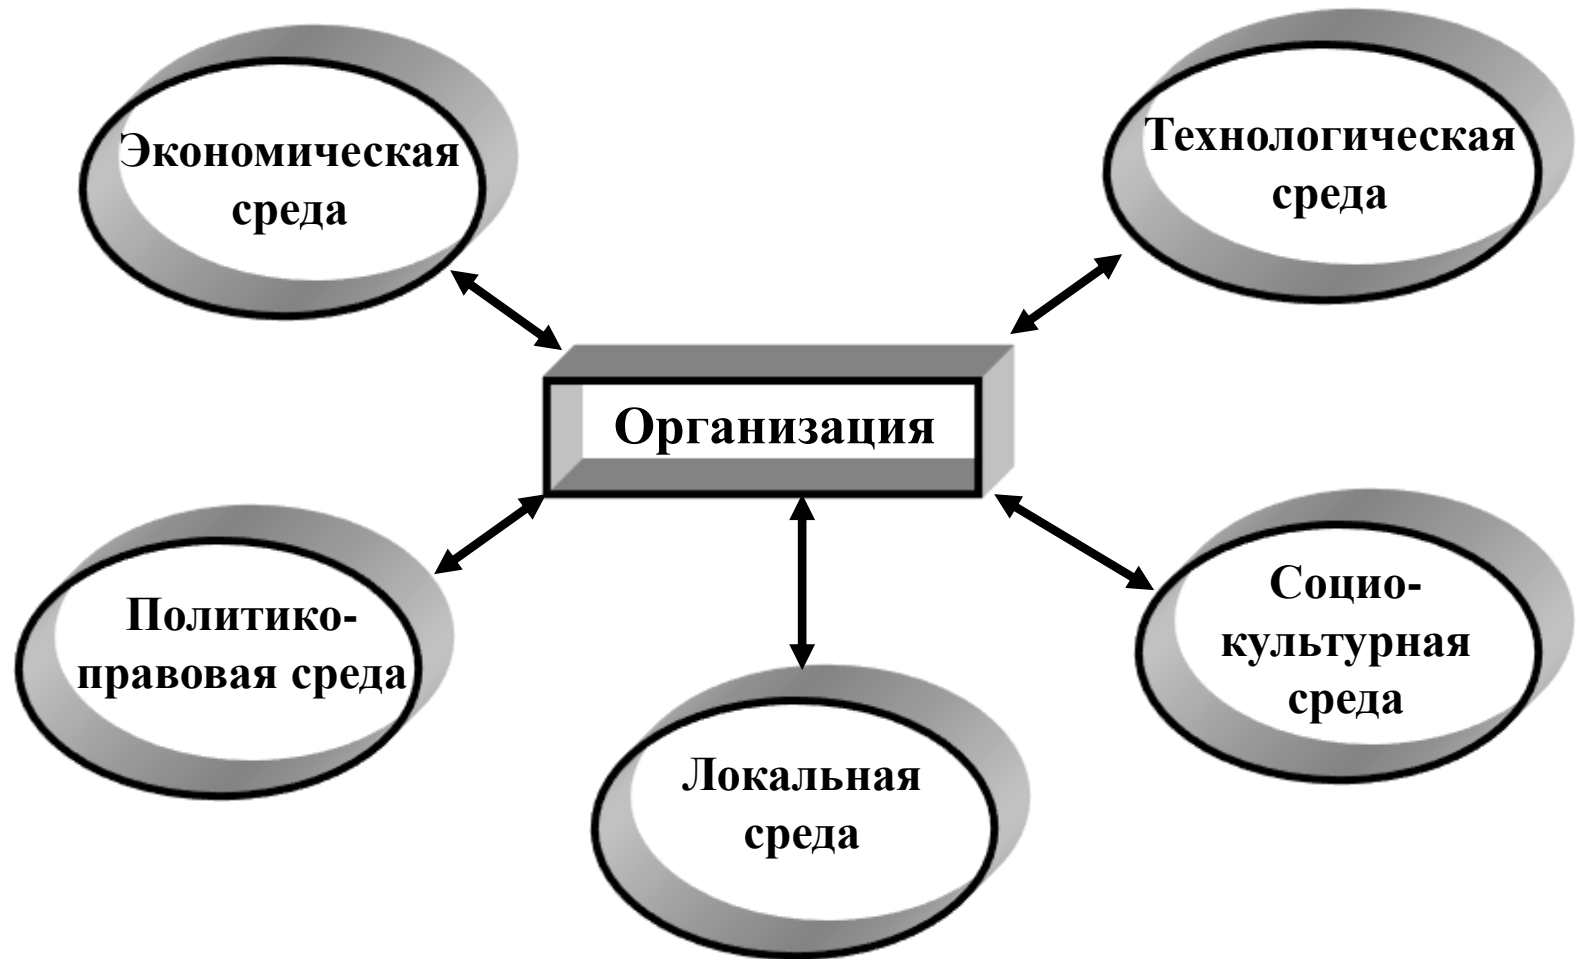 Экономическая
среда
Технологическая
среда
Организация
Политико-
правовая среда
Локальная
среда
Социо-
культурная
среда